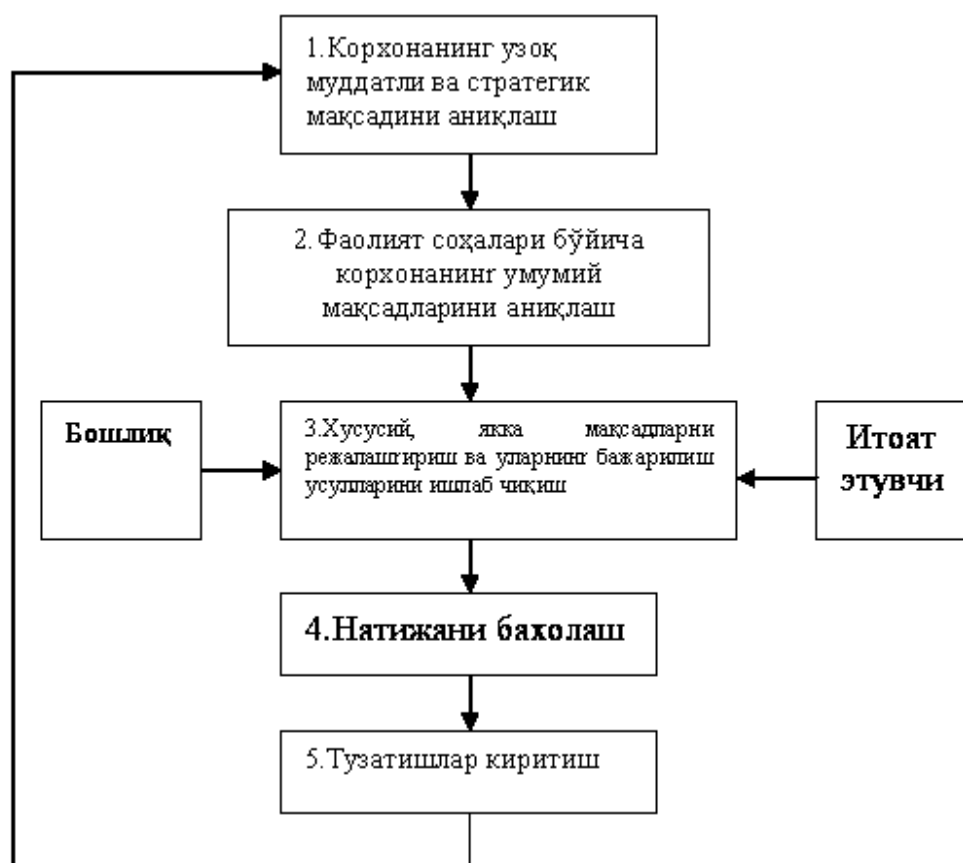 1.Корхонанинг узоқ
муддатли ва стратегик
мақсадини аниқлаш
2.Фаолият соҳалари бўйича
корхонанинг умумий
мақсадларини аниқлаш
Бошлиқ
3.Хусусий, якка мақсадларни
режалаштириш ва уларнинг бажарилиш
усулларини ишлаб чиқиш
Итоат
этувчи
4.Натижани бахолаш
5.Тузатишлар киритиш